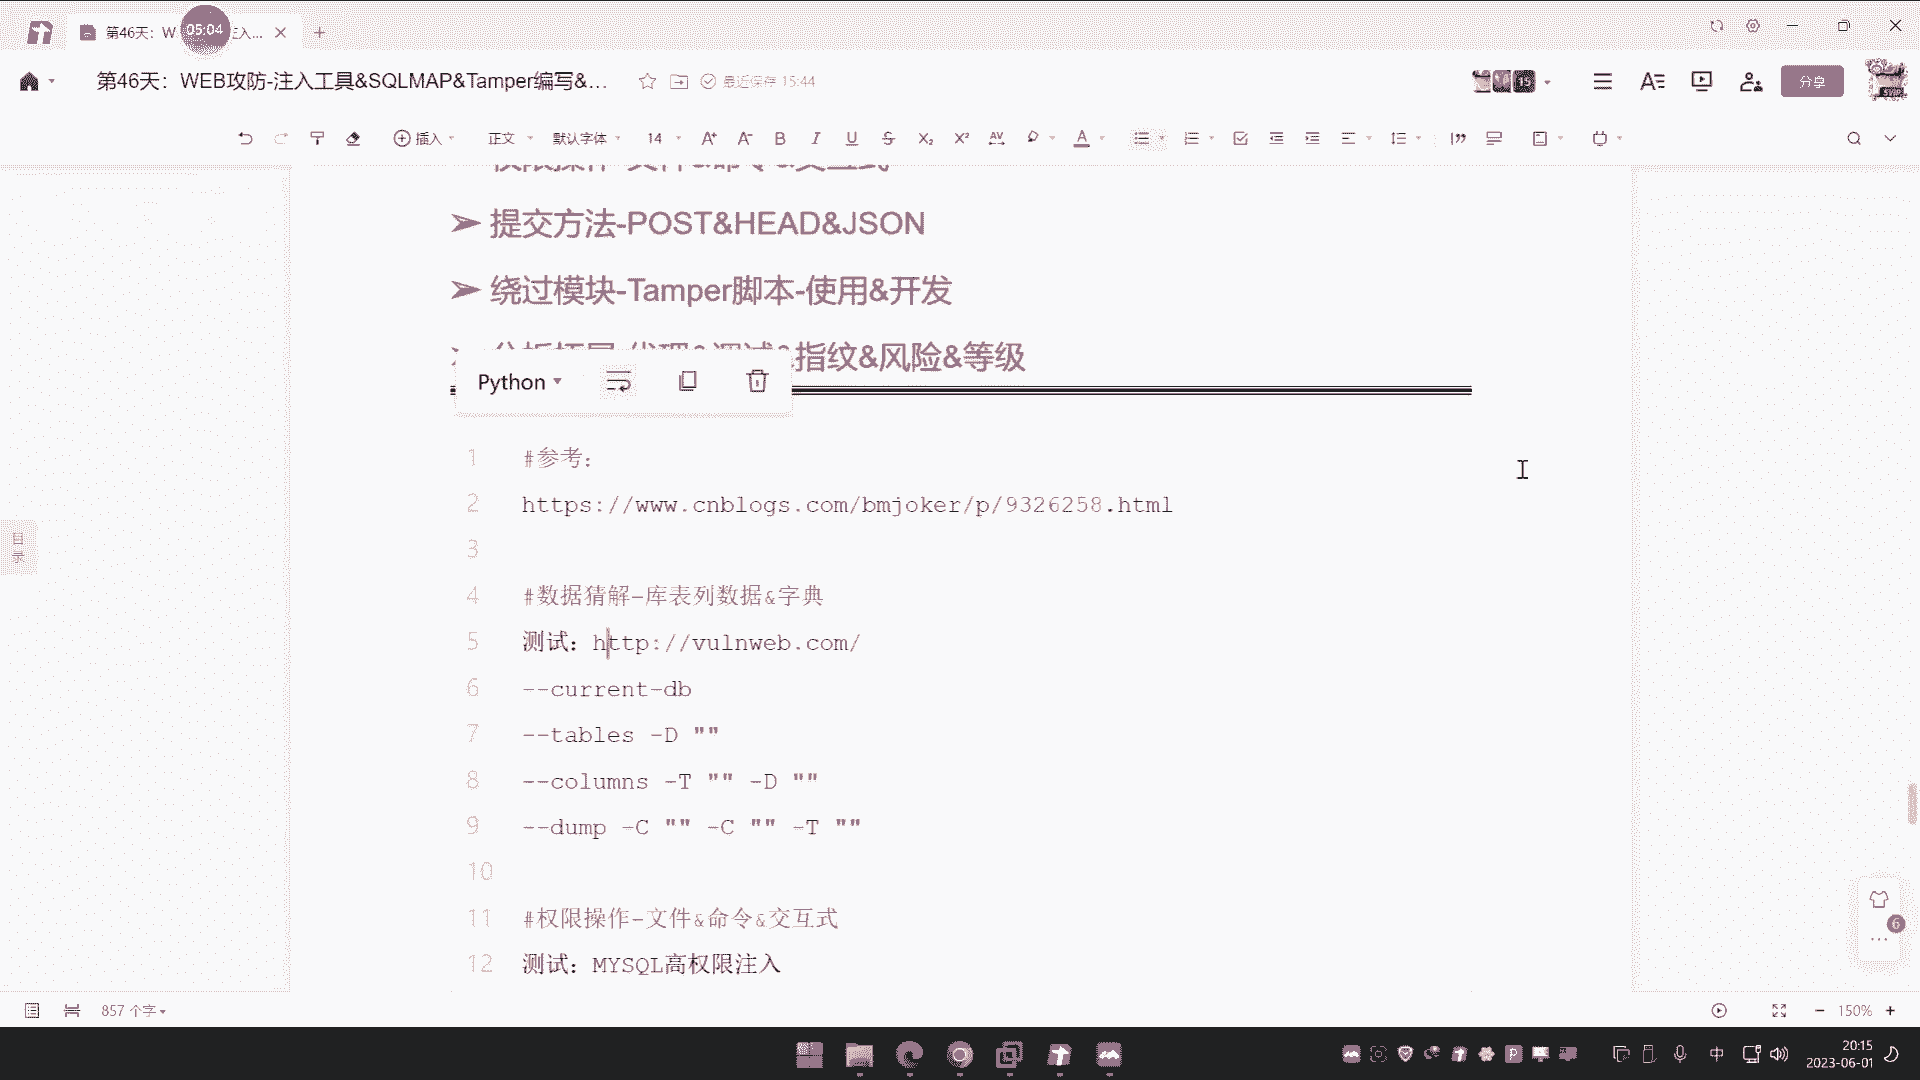 第46天：W
05:04
注入...
第46天：WEB攻防-注入工具&SQLMAP&Tamper编写&...
最近保存 15:44
15
分享
插入
正文
默认字体
14
提交方法-POST&HEAD&JSON
绕过模块-Tamper脚本-使用&开发
指纹&风险&等级
Python
1 #参考：
2 https://www.cnblogs.com/bmjoker/p/9326258.html
3
4 #数据猜解-库表列数据&字典
5 测试：http://vulnweb.com/
6 --current-db
7 --tables -D ""
8 --columns -T "" -D ""
9 --dump -C "" -C "" -T ""
10
11 #权限操作-文件&命令&交互式
12 测试：MYSQL高权限注入
目录
6
857 个字
150%
中
20:15
2023-06-01